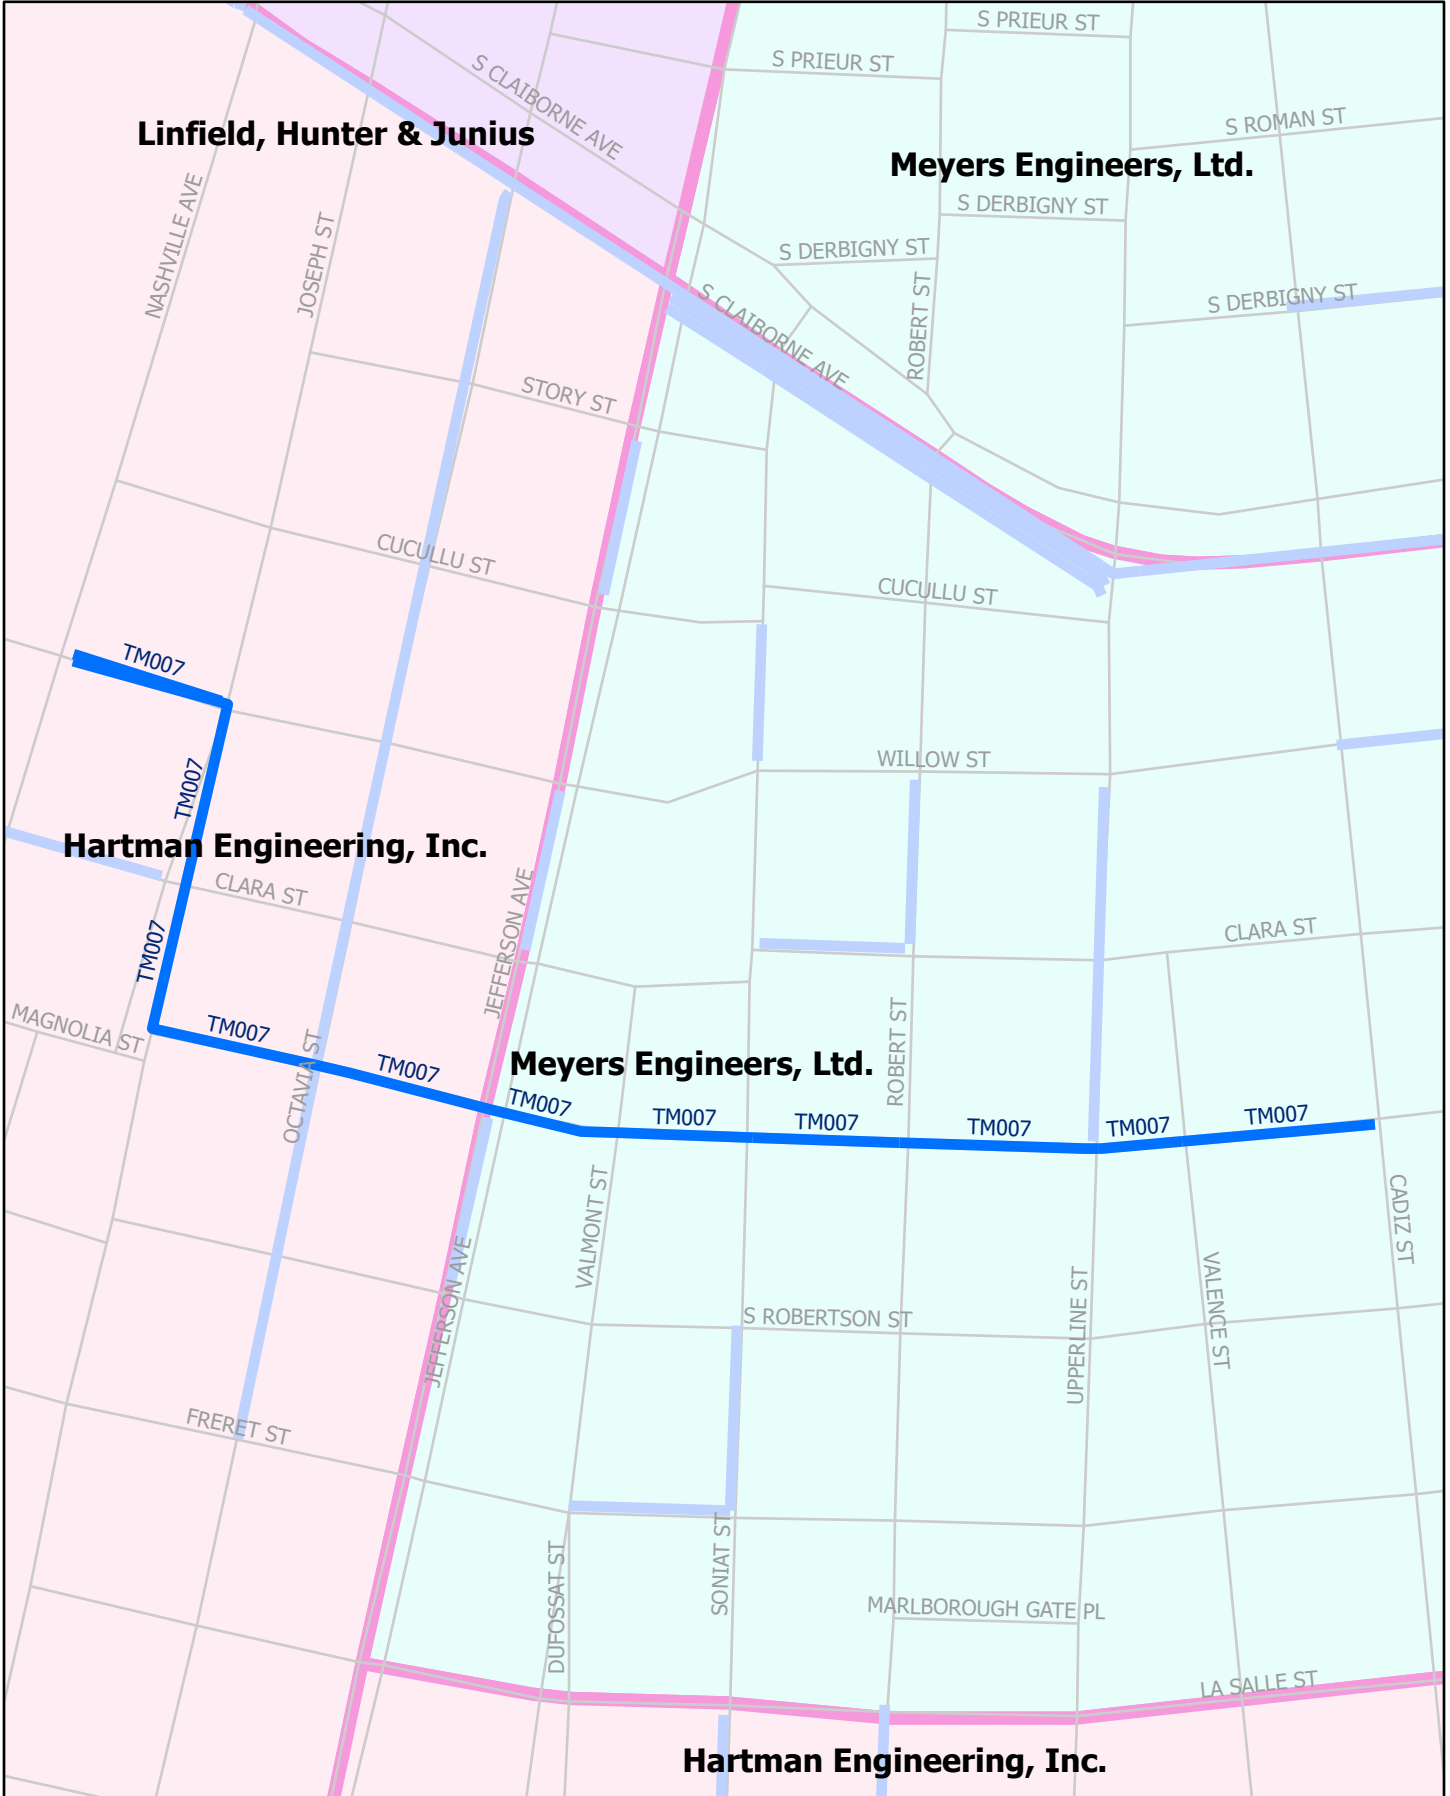 S PRIEUR ST
S PRIEUR ST
S CLAIBORNE AVE
S ROMAN ST
Linfield, Hunter & Junius
Meyers Engineers, Ltd.
NASHVILLE AVE
JOSEPH ST
S DERBIGNY ST
S DERBIGNY ST
S CLAIBORNE AVE
ROBERT ST
S DERBIGNY ST
STORY ST
CUCULLU ST
CUCULLU ST
TM007
WILLOW ST
TM007
Hartman Engineering, Inc.
CLARA ST
JEFFERSON AVE
CLARA ST
TM007
MAGNOLIA ST
TM007
OCTAVIA ST
TM007
Meyers Engineers, Ltd.
ROBERT ST
TM007
TM007
TM007
TM007
TM007
TM007
VALMONT ST
CADIZ ST
JEFFERSON AVE
S ROBERTSON ST
UPPERLINE ST
VALENCE ST
FRERET ST
DUFOSSAT ST
SONIAT ST
MARLBOROUGH GATE PL
LA SALLE ST
Hartman Engineering, Inc.